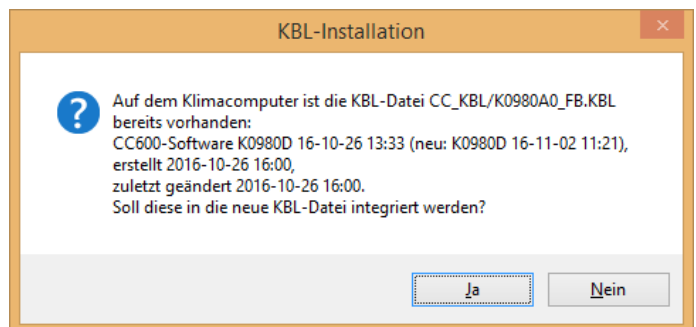 KBL-Installation
Auf dem Klimacomputer ist die KBL-Datei CC_KBL/K0980A0_FB.KBL
bereits vorhanden:
CC600-Software K0980D 16-10-26 13:33 (neu: K0980D 16-11-02 11:21),
erstellt 2016-10-26 16:00,
zuletzt geändert 2016-10-26 16:00.
Soll diese in die neue KBL-Datei integriert werden?
Ja
Nein